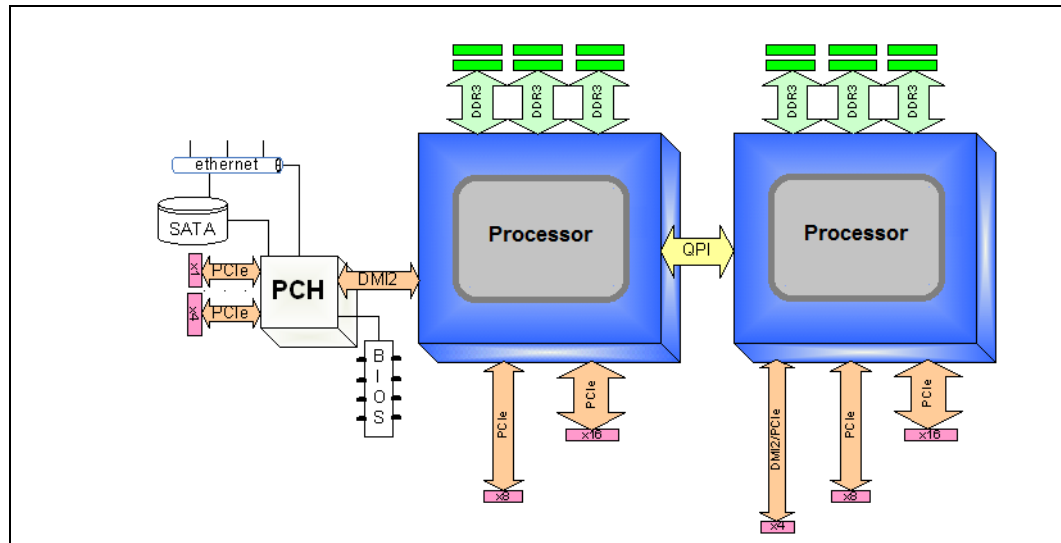 DDR3
DDR3
DDR3
DDR3
DDR3
DDR3
ethernet
SATA
Processor
Processor
QPI
x1
PCIe
PCH
DMI2
x4
PCIe
BIOS
PCIe
PCIe
x16
x8
DMI2/PCIe
PCIe
PCIe
x16
x8
x4